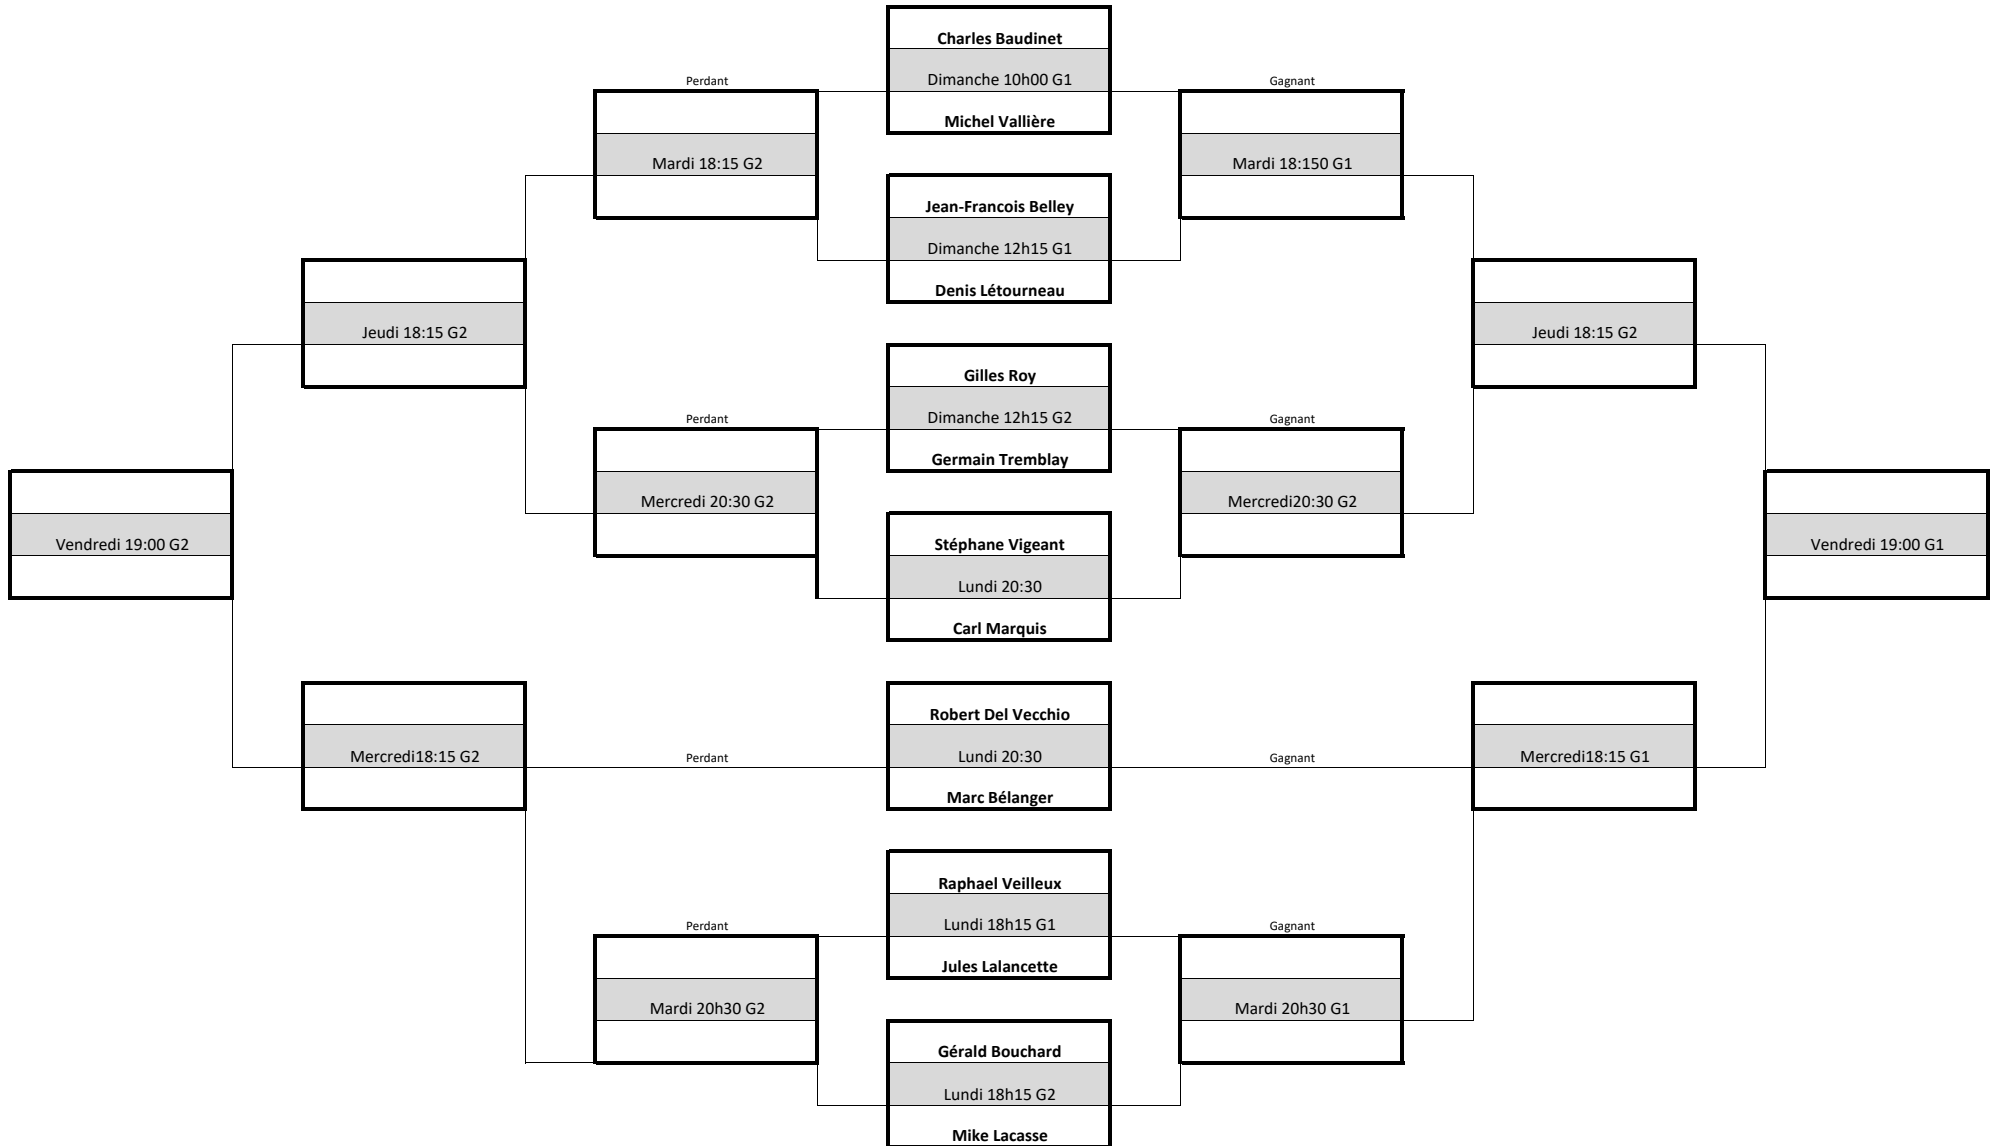 Charles Baudinet
Perdant
Dimanche 10h00 G1
Gagnant
Michel Vallière
Mardi 18:15 G2
Mardi 18:150 G1
Jean-Francois Belley
Dimanche 12h15 G1
Denis Létourneau
Jeudi 18:15 G2
Jeudi 18:15 G2
Gilles Roy
Perdant
Dimanche 12h15 G2
Gagnant
Germain Tremblay
Mercredi 20:30 G2
Mercredi20:30 G2
Vendredi 19:00 G2
Stéphane Vigeant
Vendredi 19:00 G1
Lundi 20:30
Carl Marquis
Robert Del Vecchio
Mercredi18:15 G2
Perdant
Lundi 20:30
Gagnant
Mercredi18:15 G1
Marc Bélanger
Raphael Veilleux
Perdant
Lundi 18h15 G1
Gagnant
Jules Lalancette
Mardi 20h30 G2
Mardi 20h30 G1
Gérald Bouchard
Lundi 18h15 G2
Mike Lacasse